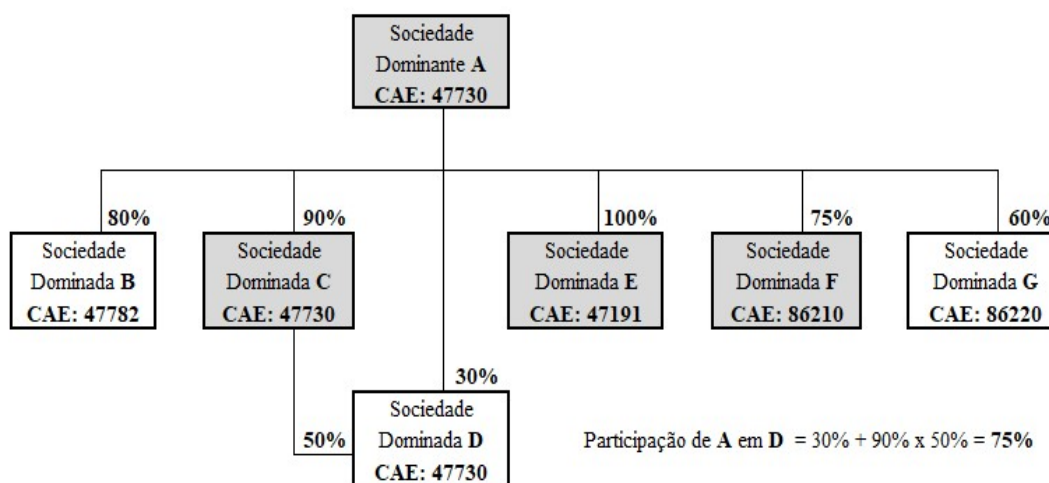 Sociedade
Dominante A
CAE: 47730
80%
90%
100%
75%
60%
Sociedade
Dominada B
CAE: 47782
Sociedade
Dominada C
CAE: 47730
Sociedade
Dominada E
CAE: 47191
Sociedade
Dominada F
CAE: 86210
Sociedade
Dominada G
CAE: 86220
30%
50%
Sociedade
Dominada D
CAE: 47730
Participação de A em D = 30% + 90% x 50% = 75%